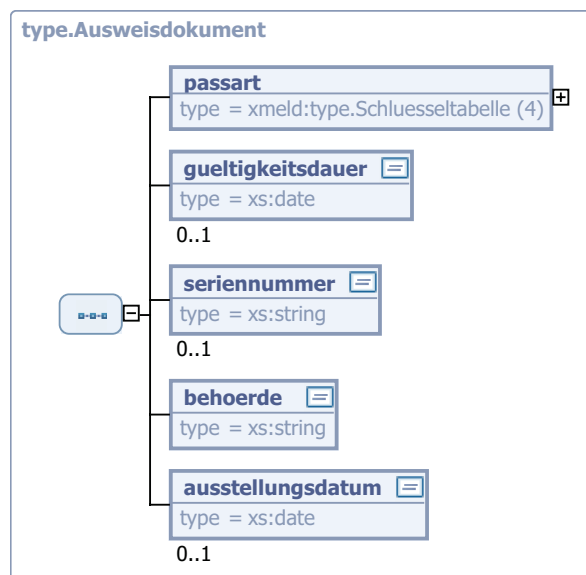 type.Ausweisdokument
passart
type = xmeld:type.Schluesseltabelle (4)
gueltigkeitsdauer
type = xs:date
0..1
seriennummer
type = xs:string
0..1
behoerde
type = xs:string
ausstellungsdatum
type = xs:date
0..1